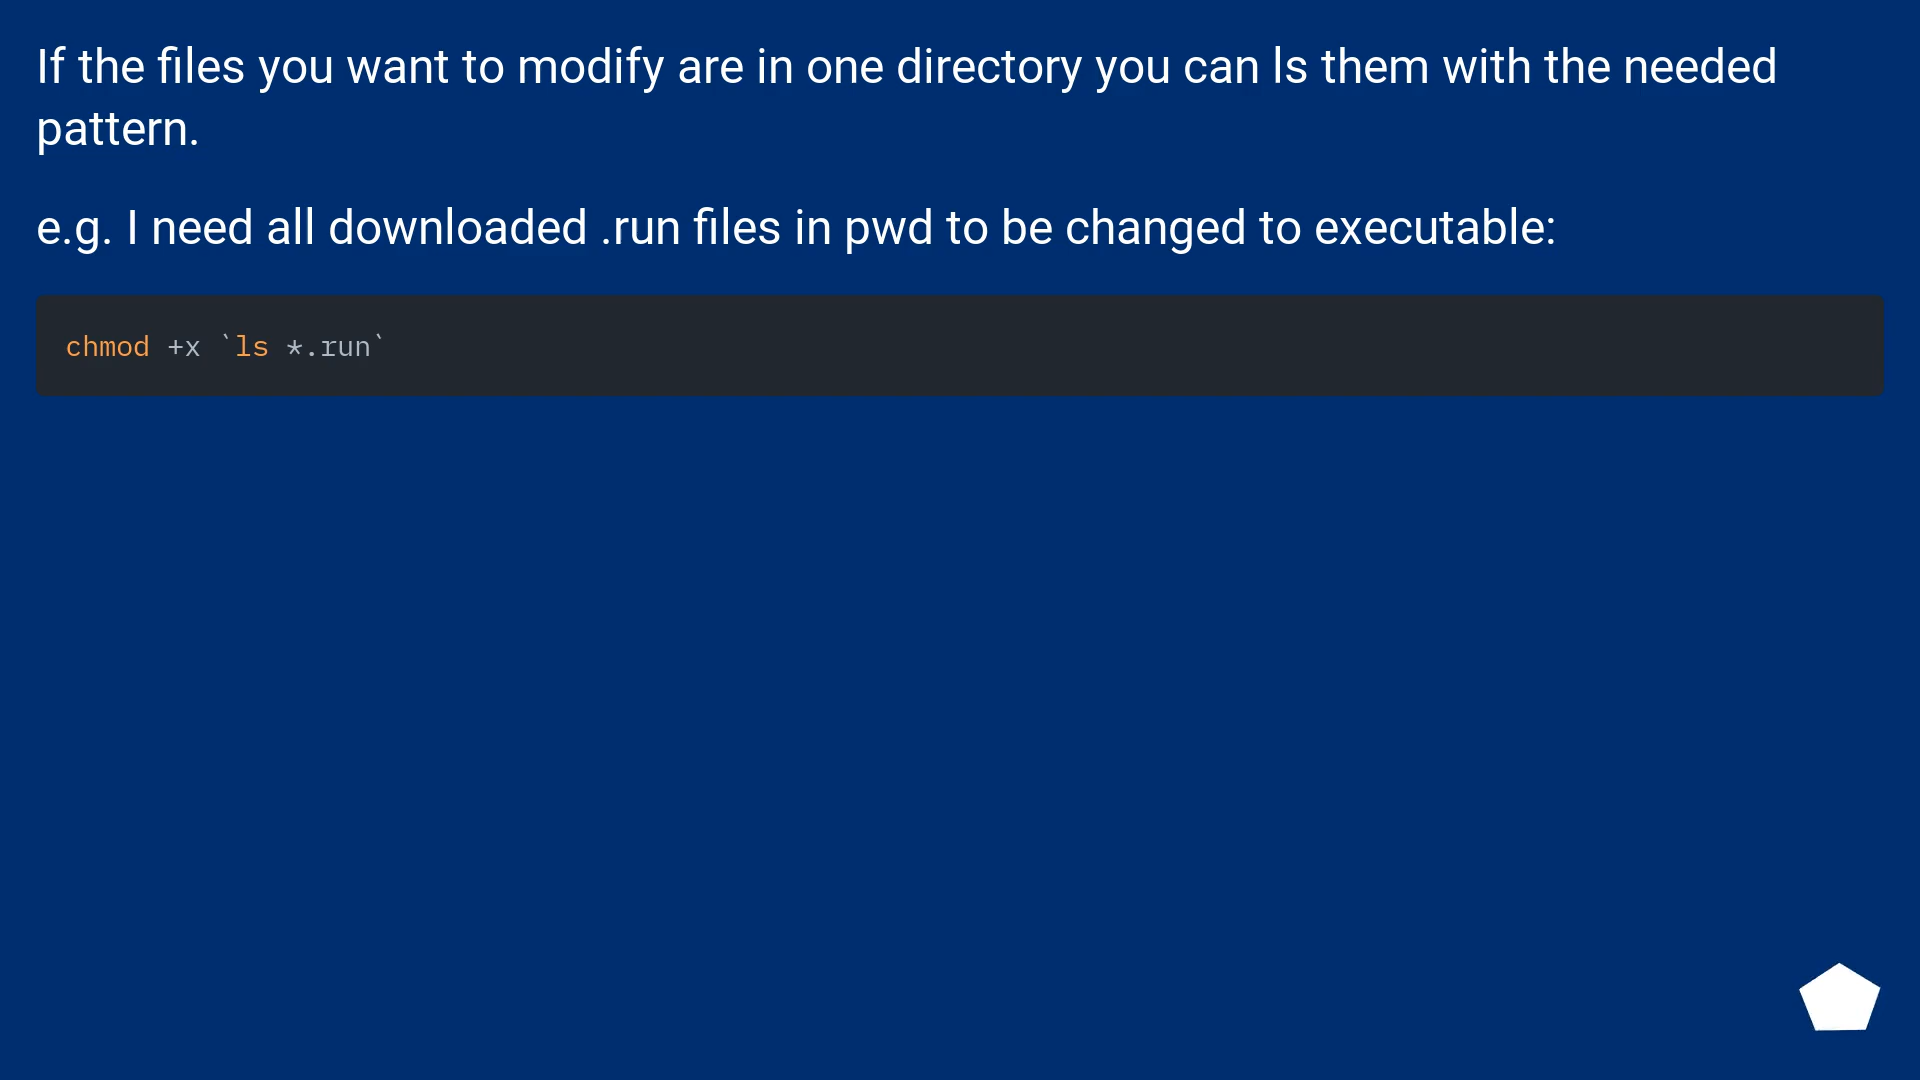 If the files you want to modify are in one directory you can ls them with the needed
pattern.
e.g. I need all downloaded .run files in pwd to be changed to executable:
chmod +x `ls *.run`